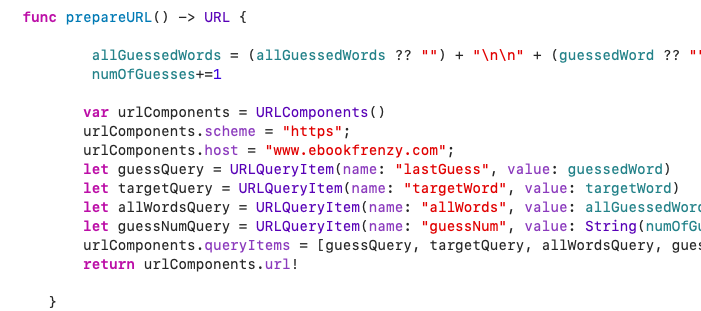 func prepareURL() -> URL {
allGuessedWords = (allGuessedWords ?? "") + "\n\n" + (guessedWord ?? "
numOfGuesses+=1
var urlComponents = URLComponents()
urlComponents.scheme = "https";
urlComponents.host = "www.ebookfrenzy.com";
let guessQuery = URLQueryItem(name: "lastGuess", value: guessedWord)
let targetQuery = URLQueryItem(name: "targetWord", value: targetWord)
let allWordsQuery = URLQueryItem(name: "allWords", value: allGuessedWord
let guessNumQuery = URLQueryItem(name: "guessNum", value: String(numOfGu
urlComponents.queryItems = [guessQuery, targetQuery, allWordsQuery, gues
return urlComponents.url!
}